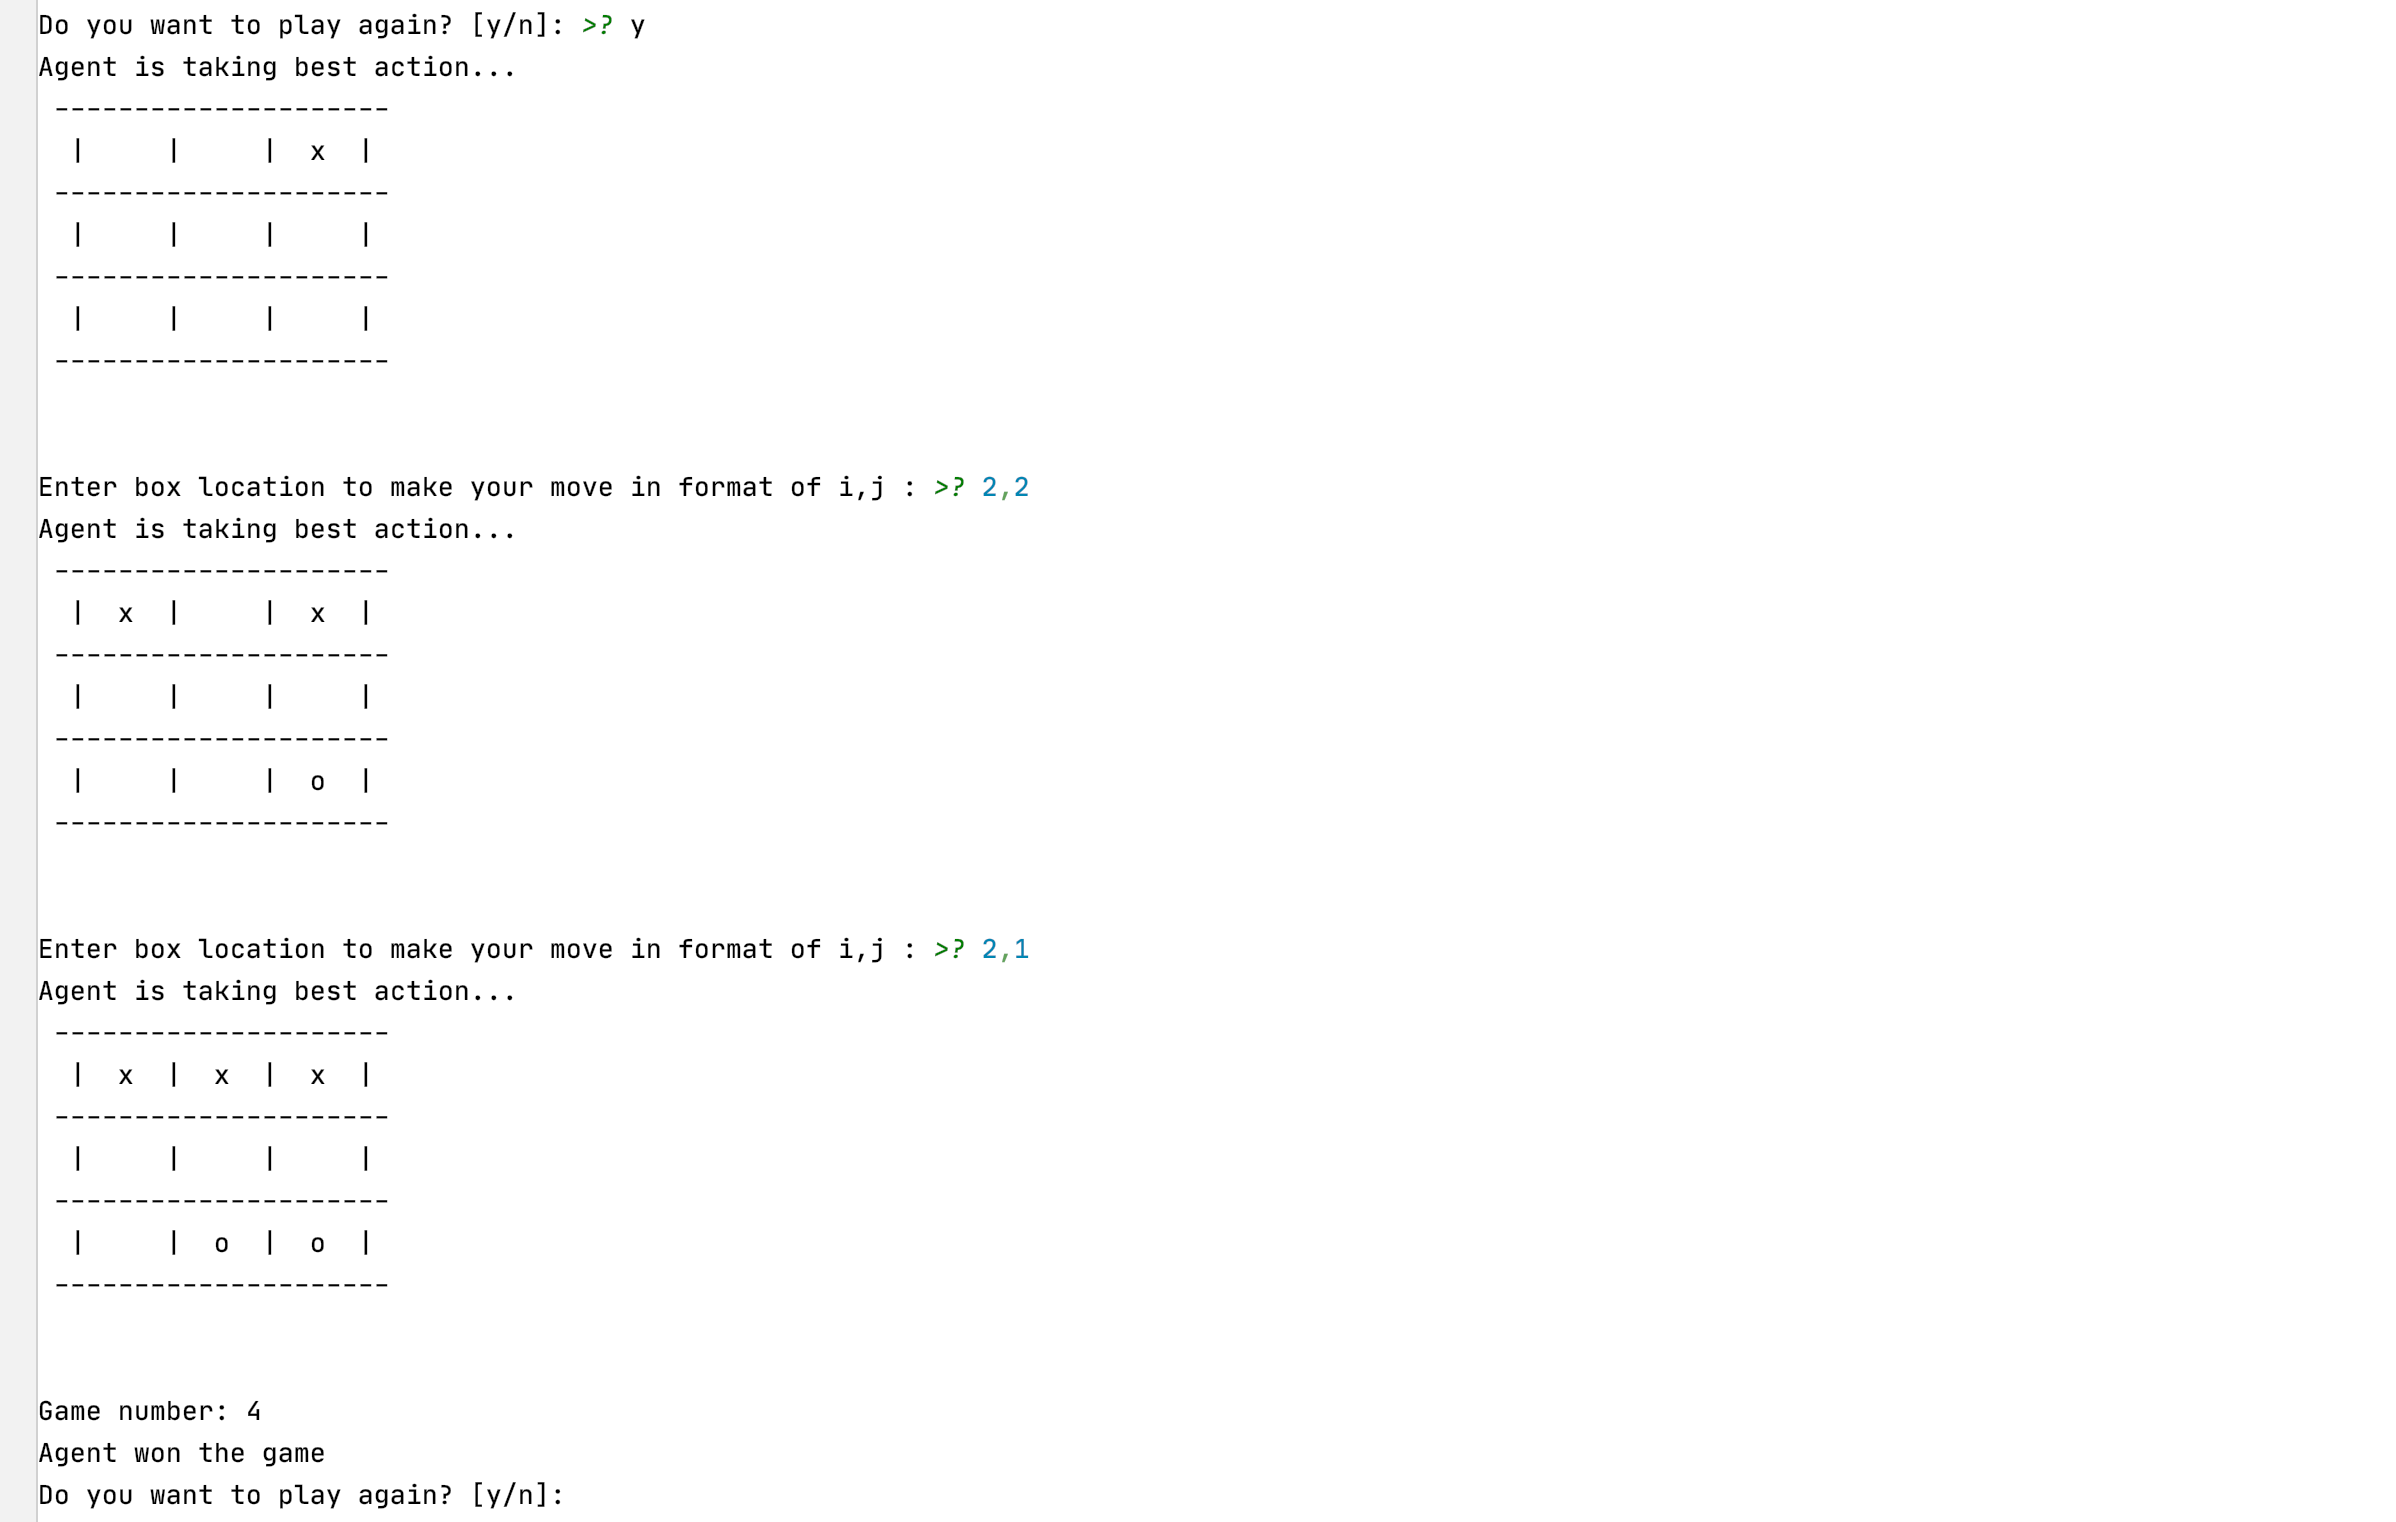 Do you want to play again? [y/n]: >? y
Agent is taking best action...
---------------------
|     |     |  x  |
---------------------
|     |     |     |
---------------------
|     |     |     |
---------------------
Enter box location to make your move in format of i,j : >? 2,2
Agent is taking best action...
---------------------
|  x  |     |  x  |
---------------------
|     |     |     |
---------------------
|     |     |  o  |
---------------------
Enter box location to make your move in format of i,j : >? 2,1
Agent is taking best action...
---------------------
|  x  |  x  |  x  |
---------------------
|     |     |     |
---------------------
|     |  o  |  o  |
---------------------
Game number: 4
Agent won the game
Do you want to play again? [y/n]: